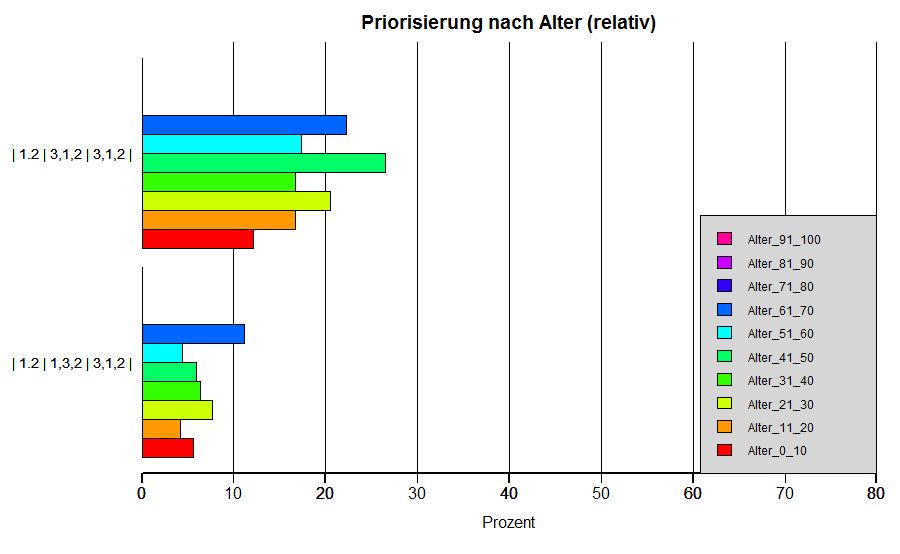 Priorisierung nach Alter (relativ)
| 1.2 | 3,1,2 | 3,1,2 |
| 1.2 | 1,3,2 | 3,1,2 |
Alter_91_100
Alter_81_90
Alter_71_80
Alter_61_70
Alter_51_60
Alter_41_50
Alter_31_40
Alter_21_30
Alter_11_20
Alter_0_10
0 10 20 30 40 50 60 70 80
Prozent